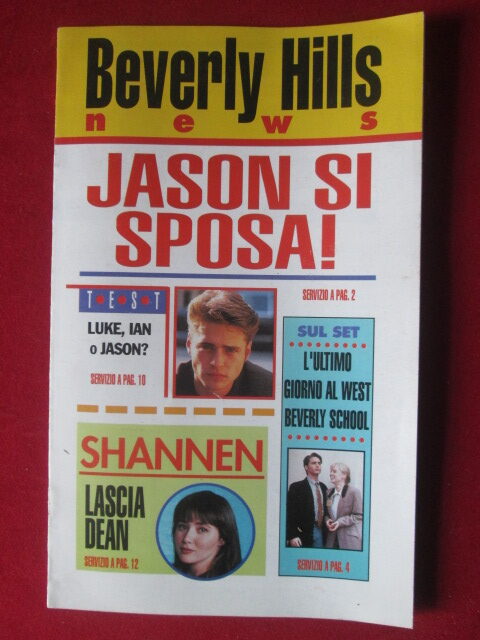 Beverly Hills
news
JASON SI
SPOSA!
SERVIZIO A PAG. 2
T★E★S★T
LUKE, IAN
o JASON?
SERVIZIO A PAG. 10
SUL SET
L'ULTIMO
GIORNO AL WEST
BEVERLY SCHOOL
SERVIZIO A PAG. 4
SHANNEN
LASCIA
DEAN
SERVIZIO A PAG. 12